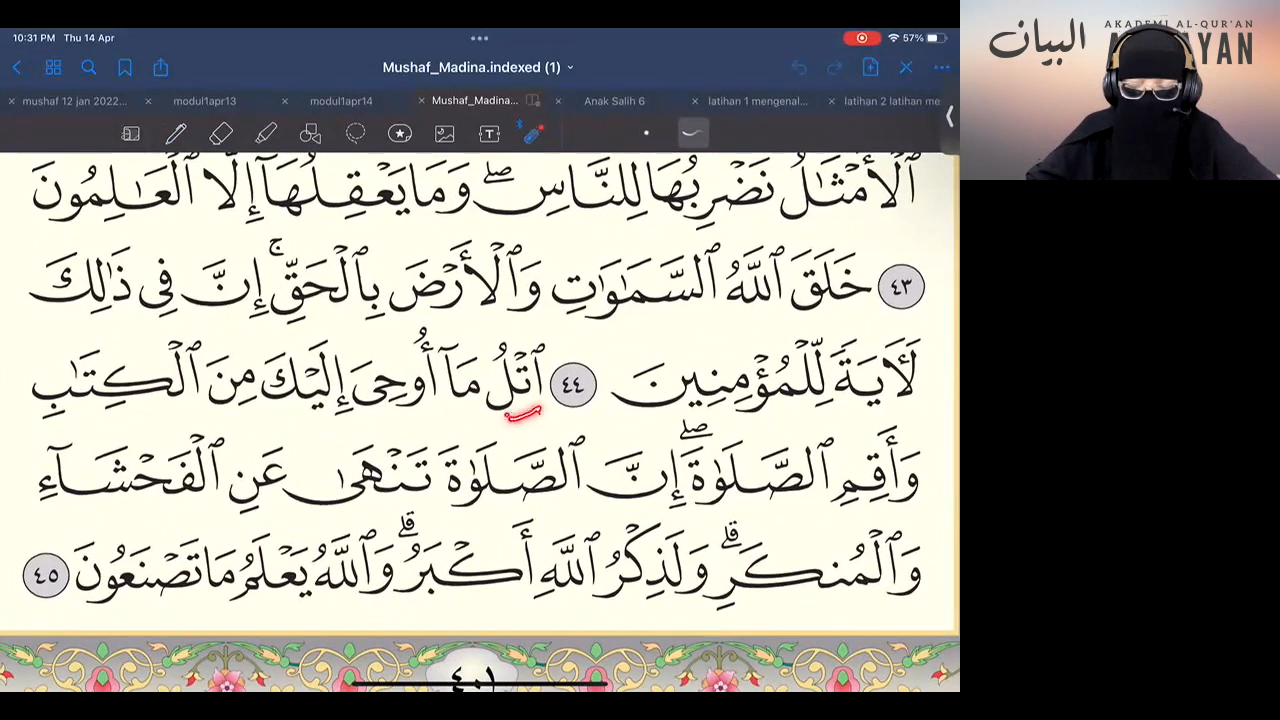 10:31 PM Thu 14 Apr
57%
Mushaf_Madina.indexed (1)
mushaf 12 jan 2022...
modul1apr13
modul1apr14
Mushaf_Madina...
Anak Salih 6
latihan 1 mengenal...
latihan 2 latihan me
ٱلْأَمْثَـٰلُ نَضْرِبُهَا لِلنَّاسِ ۖ وَمَا يَعْقِلُهَآ إِلَّا ٱلْعَـٰلِمُونَ
٤٣ خَلَقَ ٱللَّهُ ٱلسَّمَـٰوَٰتِ وَٱلْأَرْضَ بِٱلْحَقِّ ۚ إِنَّ فِى ذَٰلِكَ
لَـَٔايَةً لِّلْمُؤْمِنِينَ ٤٤ ٱتْلُ مَآ أُوحِىَ إِلَيْكَ مِنَ ٱلْكِتَـٰبِ
وَأَقِمِ ٱلصَّلَوٰةَ ۖ إِنَّ ٱلصَّلَوٰةَ تَنْهَىٰ عَنِ ٱلْفَحْشَآءِ
وَٱلْمُنكَرِ ۗ وَلَذِكْرُ ٱللَّهِ أَكْبَرُ ۗ وَٱللَّهُ يَعْلَمُ مَا تَصْنَعُونَ ٤٥
٤٠١
البيان
AKADEMI AL-QUR'AN